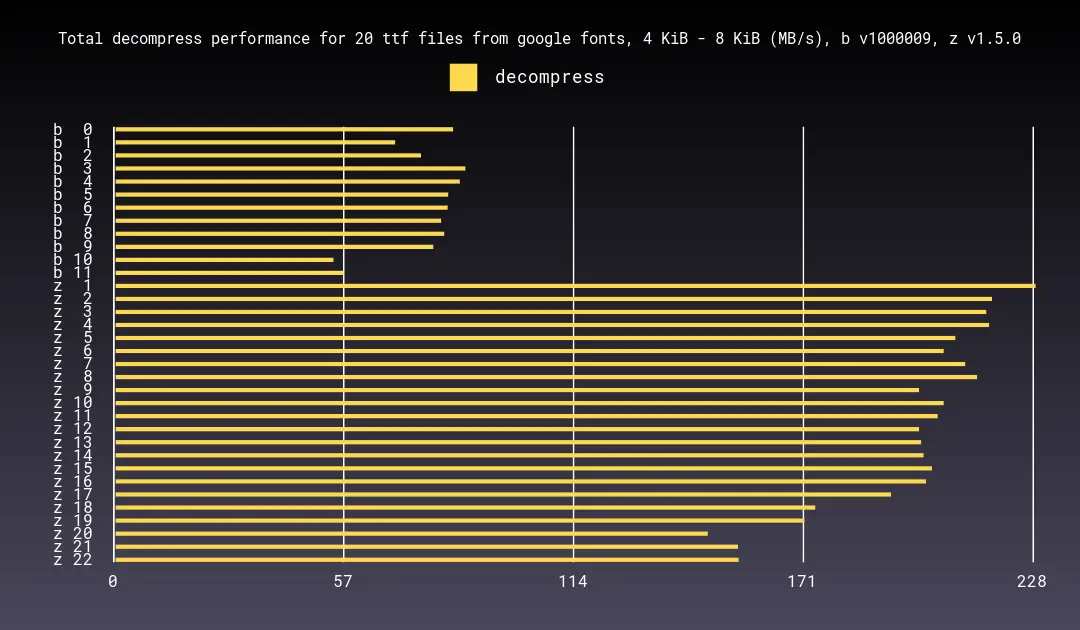 Total decompress performance for 20 ttf files from google fonts, 4 KiB - 8 KiB (MB/s), b v1000009, z v1.5.0
decompress
b 0
b 1
b 2
b 3
b 4
b 5
b 6
b 7
b 8
b 9
b 10
b 11
z 1
z 2
z 3
z 4
z 5
z 6
z 7
z 8
z 9
z 10
z 11
z 12
z 13
z 14
z 15
z 16
z 17
z 18
z 19
z 20
z 21
z 22
0 57 114 171 228